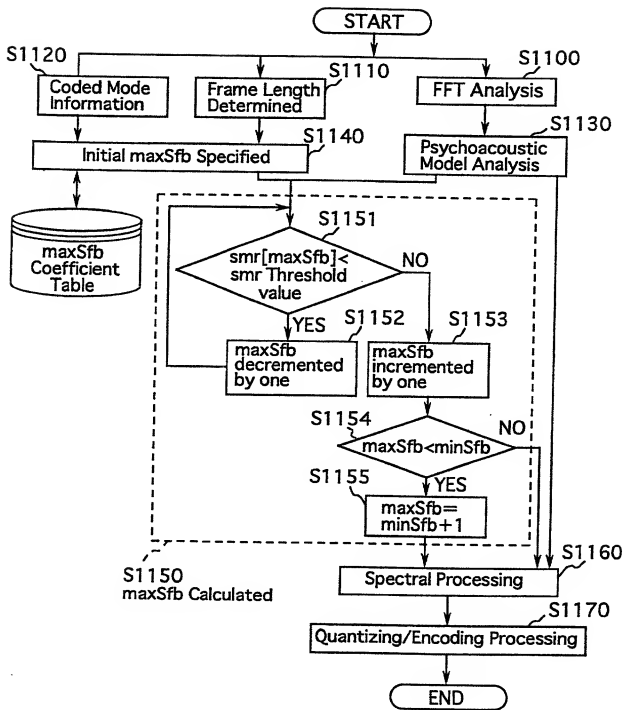 START
S1120
Coded Mode
Information
S1110
Frame Length
Determined
S1100
FFT Analysis
S1140
Initial maxSfb Specified
S1130
Psychoacoustic
Model Analysis
maxSfb
Coefficient
Table
S1151
smr[maxSfb]<
smr Threshold
value
NO
YES
S1152
maxSfb
decremented
by one
S1153
maxSfb
incremented
by one
S1154
maxSfb<minSfb
NO
YES
S1155
maxSfb=
minSfb+1
S1150
maxSfb Calculated
S1160
Spectral Processing
S1170
Quantizing/Encoding Processing
END